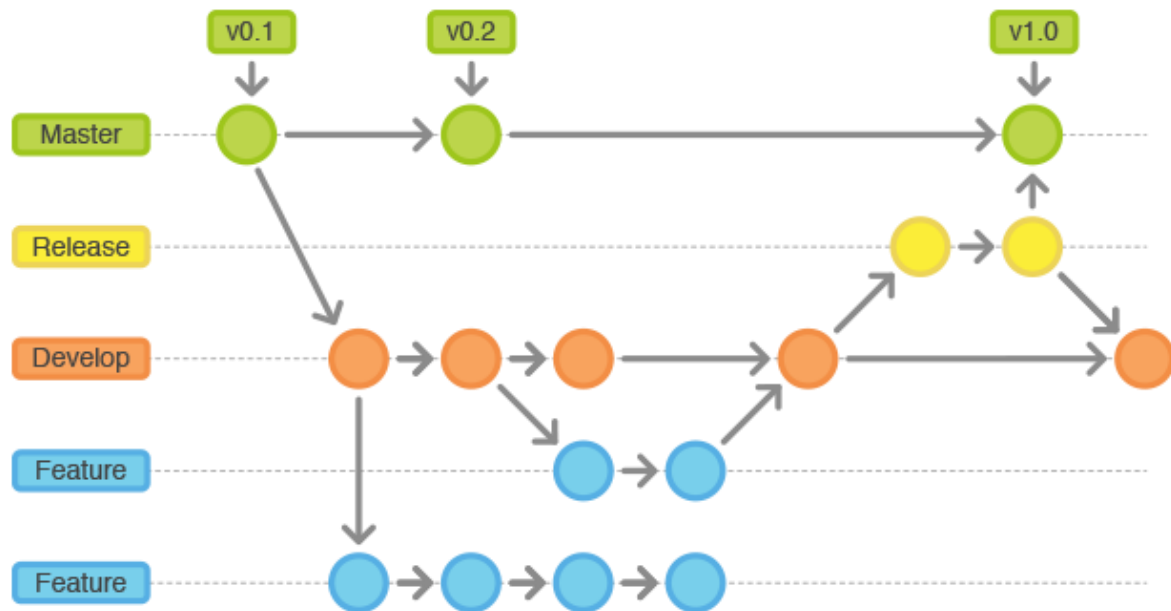 v0.1
v0.2
v1.0
Master
Release
Develop
Feature
Feature